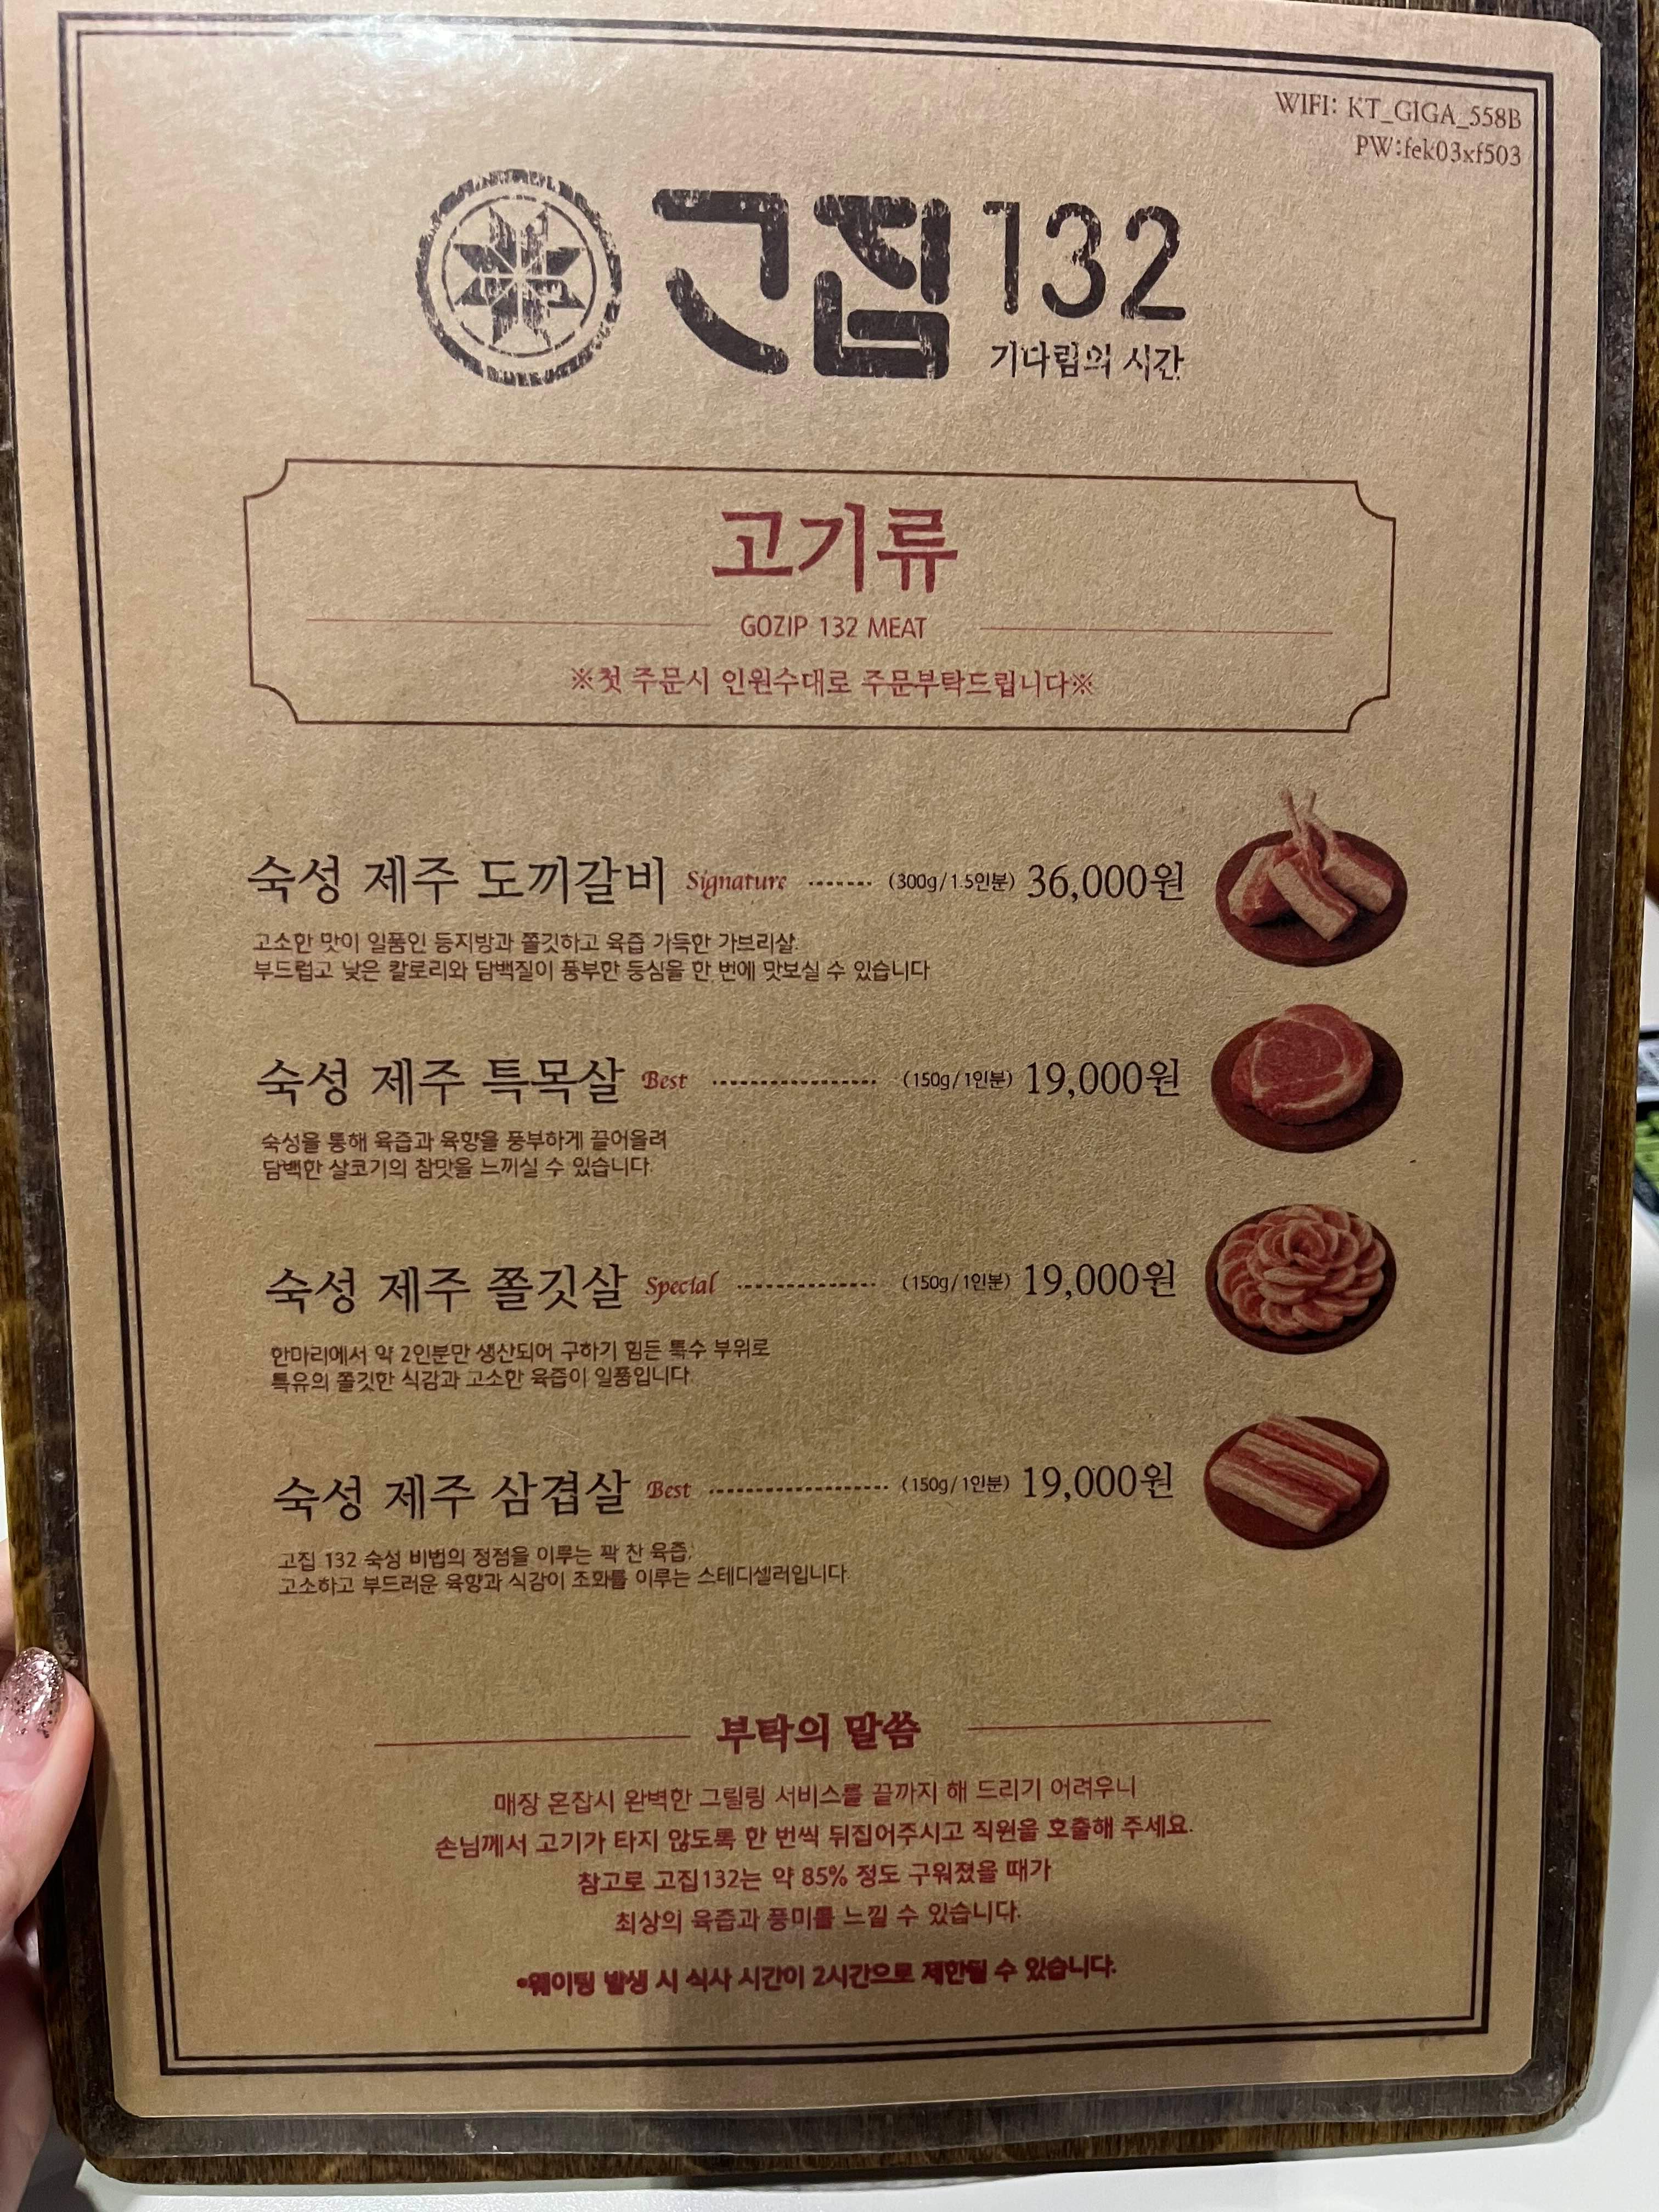 WIFI: KT_GIGA_558B
PW:fek03xf503
고집 132
기다림의 시간
고기류
GOZIP 132 MEAT
※첫 주문시 인원수대로 주문부탁드립니다※
숙성 제주 도끼갈비 Signature ······· (300g/1.5인분) 36,000원
고소한 맛이 일품인 등지방과 쫄깃하고 육즙 가득한 가브리살.
부드럽고 낮은 칼로리와 담백질이 풍부한 등심을 한 번에 맛보실 수 있습니다
숙성 제주 특목살 Best ················· (150g/1인분) 19,000원
숙성을 통해 육즙과 육향을 풍부하게 끌어올려
담백한 살코기의 참맛을 느끼실 수 있습니다.
숙성 제주 쫄깃살 Special ·············· (150g/1인분) 19,000원
한마리에서 약 2인분만 생산되어 구하기 힘든 특수 부위로
특유의 쫄깃한 식감과 고소한 육즙이 일품입니다.
숙성 제주 삼겹살 Best ··················· (150g/1인분) 19,000원
고집 132 숙성 비법의 정점을 이루는 꽉 찬 육즙,
고소하고 부드러운 육향과 식감이 조화를 이루는 스테디셀러입니다.
부탁의 말씀
매장 혼잡시 완벽한 그릴링 서비스를 끝까지 해 드리기 어려우니
손님께서 고기가 타지 않도록 한 번씩 뒤집어주시고 직원을 호출해 주세요.
참고로 고집132는 약 85% 정도 구워졌을 때가
최상의 육즙과 풍미를 느낄 수 있습니다.
•웨이팅 발생 시 식사 시간이 2시간으로 제한될 수 있습니다.